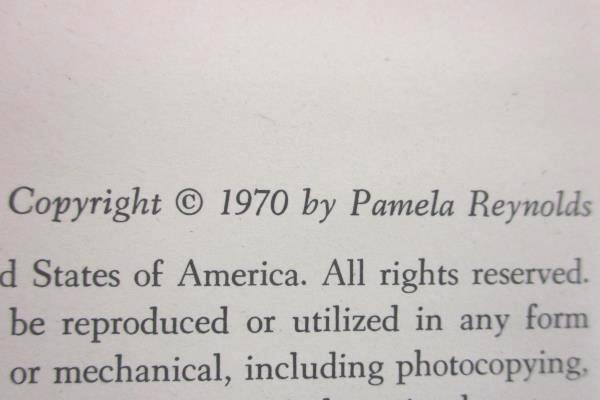 Copyright © 1970 by Pamela Reynolds
d States of America. All rights reserved.
be reproduced or utilized in any form
or mechanical, including photocopying,